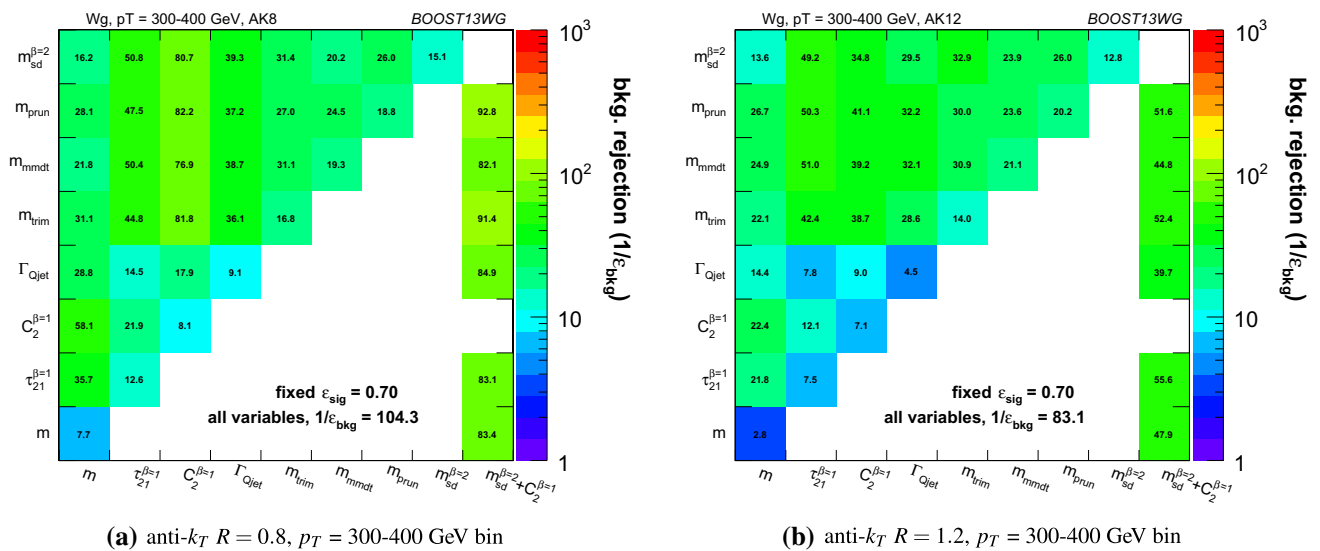 Wg, pT = 300-400 GeV, AK8 BOOST13WG
m_sd^β=2 16.2 50.8 80.7 39.3 31.4 20.2 26.0 15.1
m_prun 28.1 47.5 82.2 37.2 27.0 24.5 18.8 92.8
m_mmdt 21.8 50.4 76.9 38.7 31.1 19.3 82.1
m_trim 31.1 44.8 81.8 36.1 16.8 91.4
Γ_Qjet 28.8 14.5 17.9 9.1 84.9
C_2^β=1 58.1 21.9 8.1
τ_21^β=1 35.7 12.6 83.1
m 7.7 83.4
fixed ε_sig = 0.70
all variables, 1/ε_bkg = 104.3
m τ_21^β=1 C_2^β=1 Γ_Qjet m_trim m_mmdt m_prun m_sd^β=2 m_sd^β=2+C_2^β=1
10^3
10^2
10
1
bkg. rejection (1/ε_bkg)
(a) anti-k_T R = 0.8, p_T = 300-400 GeV bin
Wg, pT = 300-400 GeV, AK12 BOOST13WG
m_sd^β=2 13.6 49.2 34.8 29.5 32.9 23.9 26.0 12.8
m_prun 26.7 50.3 41.1 32.2 30.0 23.6 20.2 51.6
m_mmdt 24.9 51.0 39.2 32.1 30.9 21.1 44.8
m_trim 22.1 42.4 38.7 28.6 14.0 52.4
Γ_Qjet 14.4 7.8 9.0 4.5 39.7
C_2^β=1 22.4 12.1 7.1
τ_21^β=1 21.8 7.5 55.6
m 2.8 47.9
fixed ε_sig = 0.70
all variables, 1/ε_bkg = 83.1
m τ_21^β=1 C_2^β=1 Γ_Qjet m_trim m_mmdt m_prun m_sd^β=2 m_sd^β=2+C_2^β=1
10^3
10^2
10
1
bkg. rejection (1/ε_bkg)
(b) anti-k_T R = 1.2, p_T = 300-400 GeV bin